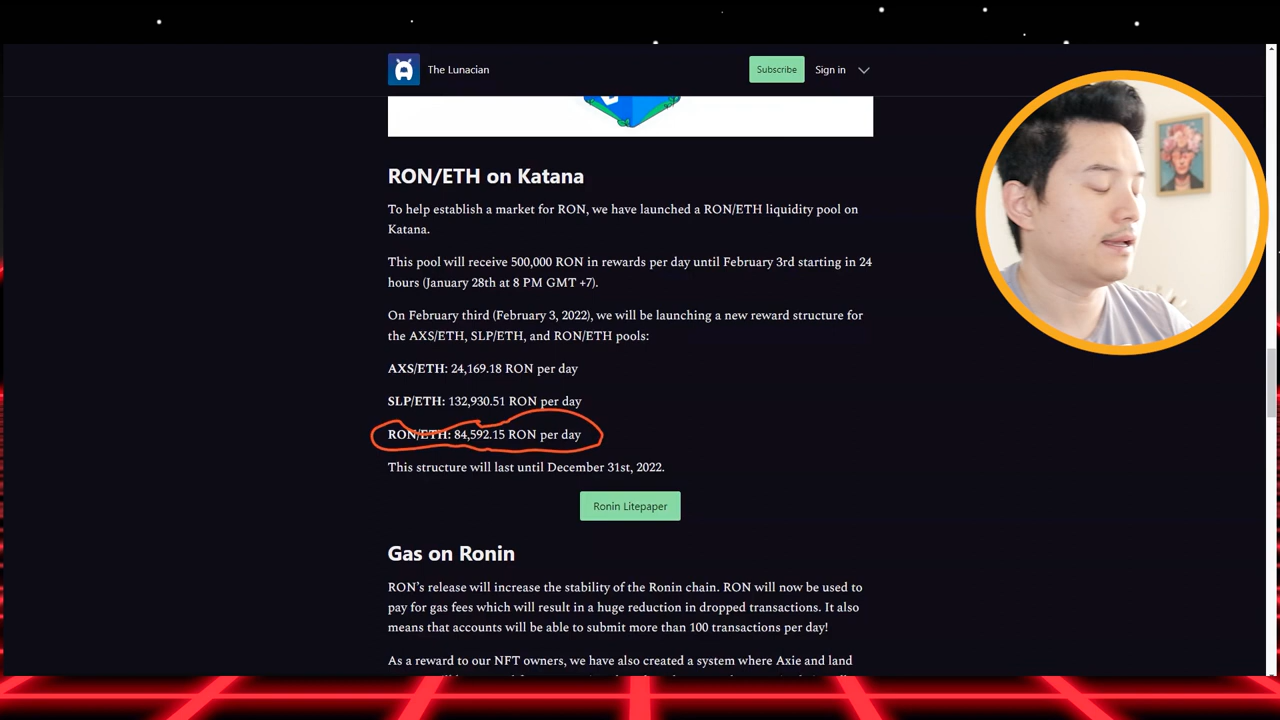 The Lunacian
Subscribe
Sign in
RON/ETH on Katana
To help establish a market for RON, we have launched a RON/ETH liquidity pool on
Katana.
This pool will receive 500,000 RON in rewards per day until February 3rd starting in 24
hours (January 28th at 8 PM GMT +7).
On February third (February 3, 2022), we will be launching a new reward structure for
the AXS/ETH, SLP/ETH, and RON/ETH pools:
AXS/ETH: 24,169.18 RON per day
SLP/ETH: 132,930.51 RON per day
RON/ETH: 84,592.15 RON per day
This structure will last until December 31st, 2022.
Ronin Litepaper
Gas on Ronin
RON's release will increase the stability of the Ronin chain. RON will now be used to
pay for gas fees which will result in a huge reduction in dropped transactions. It also
means that accounts will be able to submit more than 100 transactions per day!
As a reward to our NFT owners, we have also created a system where Axie and land